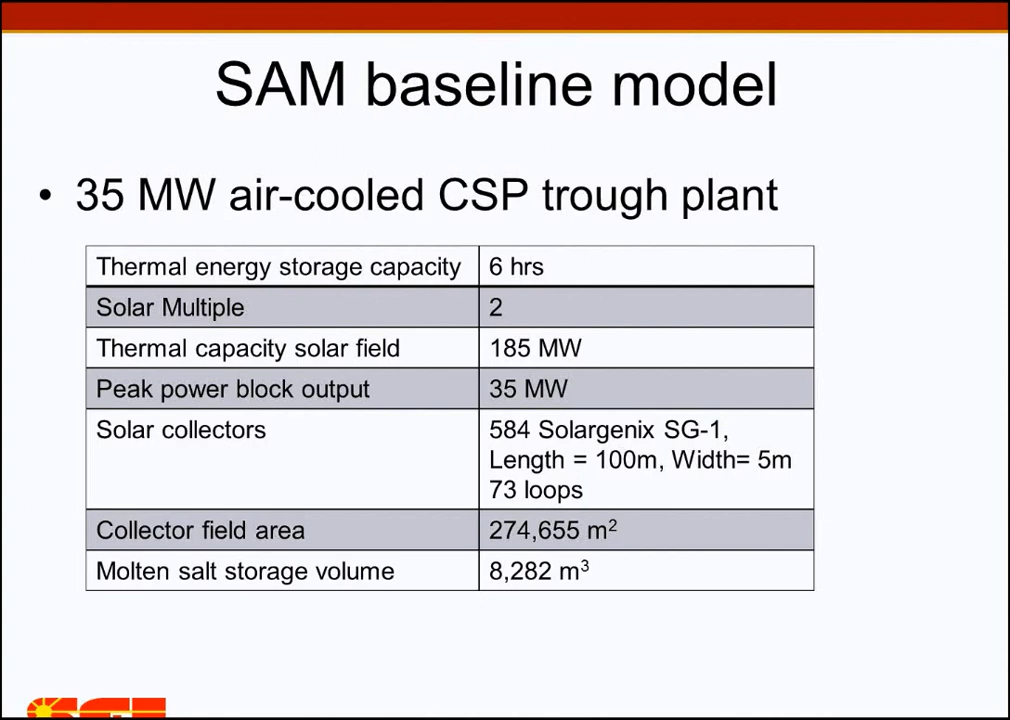 SAM baseline model
• 35 MW air-cooled CSP trough plant
Thermal energy storage capacity 6 hrs
Solar Multiple 2
Thermal capacity solar field 185 MW
Peak power block output 35 MW
Solar collectors 584 Solargenix SG-1,
Length = 100m, Width= 5m
73 loops
Collector field area 274,655 m²
Molten salt storage volume 8,282 m³